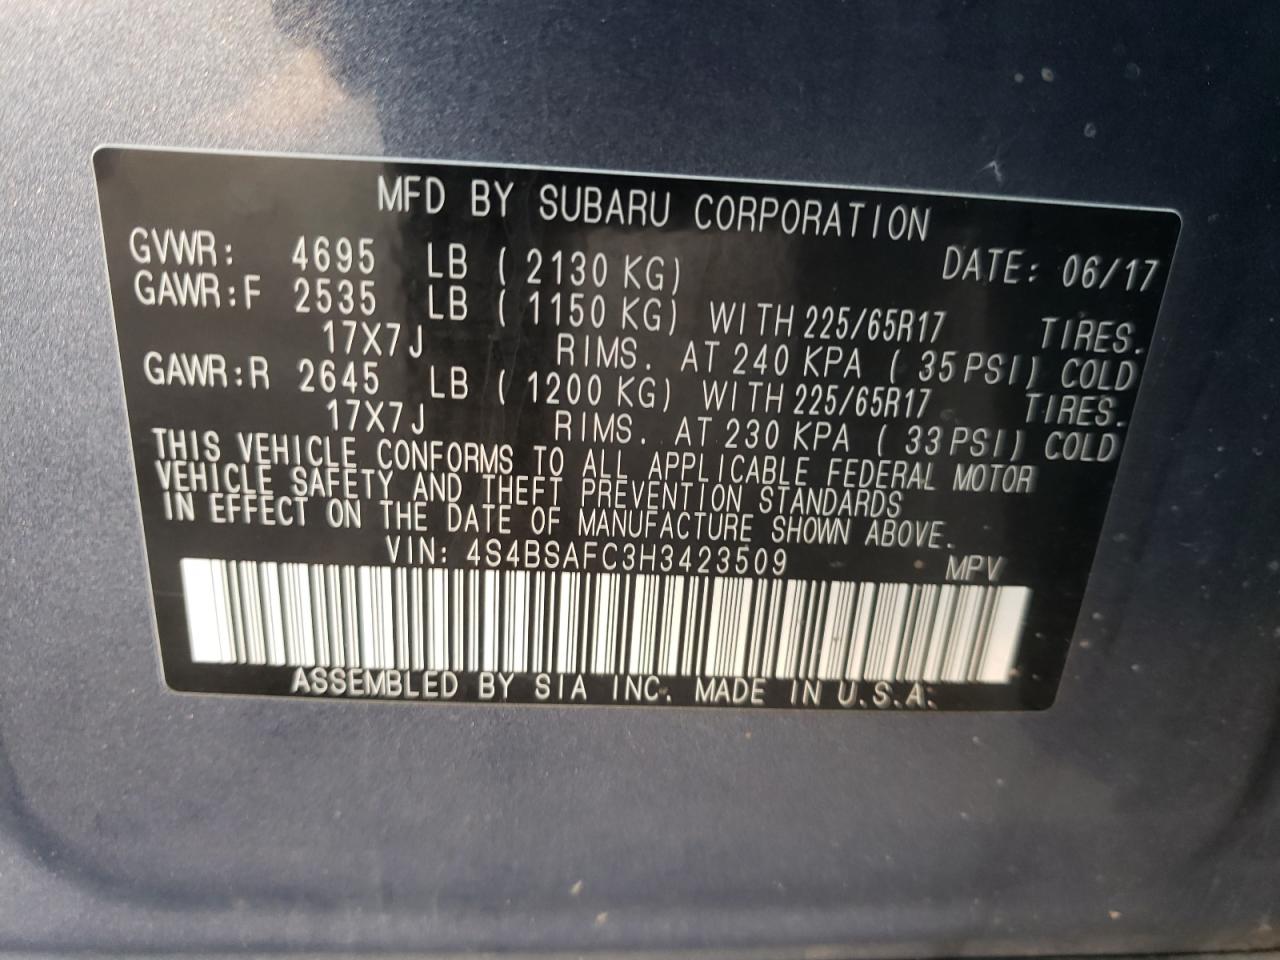 MFD BY SUBARU CORPORATION
GVWR: 4695 LB ( 2130 KG) DATE: 06/17
GAWR:F 2535 LB ( 1150 KG) WITH 225/65R17 TIRES.
17X7J RIMS. AT 240 KPA ( 35 PSI) COLD
GAWR:R 2645 LB ( 1200 KG) WITH 225/65R17 TIRES.
17X7J RIMS. AT 230 KPA ( 33 PSI) COLD
THIS VEHICLE CONFORMS TO ALL APPLICABLE FEDERAL MOTOR
VEHICLE SAFETY AND THEFT PREVENTION STANDARDS
IN EFFECT ON THE DATE OF MANUFACTURE SHOWN ABOVE.
VIN: 4S4BSAFC3H3423509 MPV
ASSEMBLED BY SIA INC. MADE IN U.S.A.